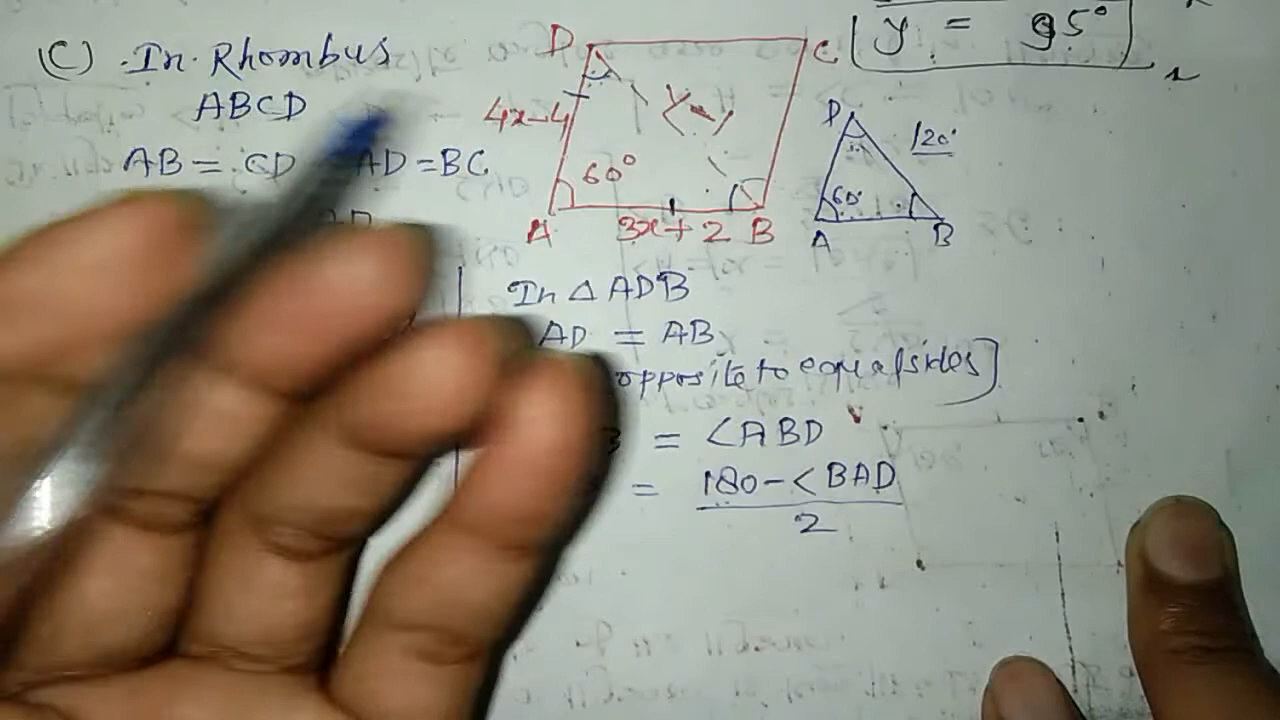 (C) In Rhombus
ABCD
AB = CD AD = BC
D
C
4x-4
60°
A
3x+2
B
y = 95°
D
120°
60°
A
B
In △ ADB
AD = AB
opposite to equal sides]
= <ABD
= 180-<BAD
2